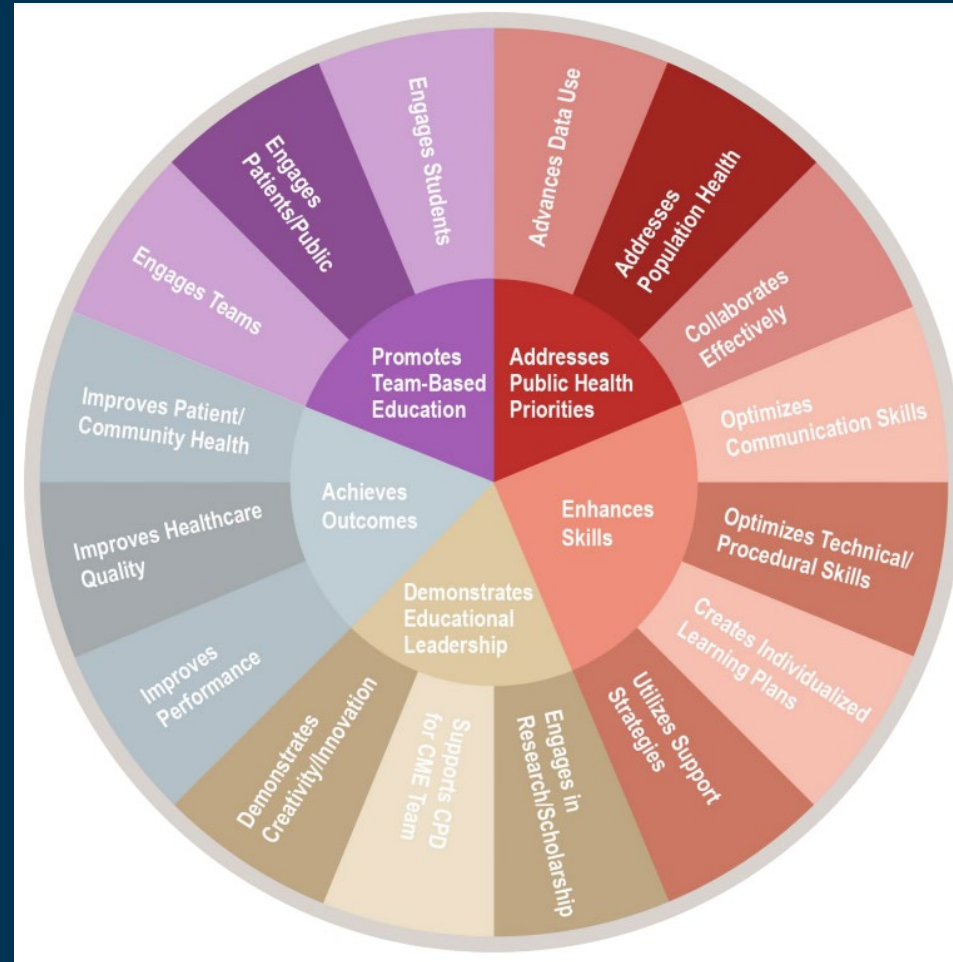 Promotes
Team-Based
Education
Addresses
Public Health
Priorities
Enhances
Skills
Demonstrates
Educational
Leadership
Achieves
Outcomes
Engages Students
Advances Data Use
Addresses
Population Health
Collaborates
Effectively
Optimizes
Communication Skills
Optimizes Technical/
Procedural Skills
Creates Individualized
Learning Plans
Utilizes Support
Strategies
Engages in
Research/Scholarship
Supports CPD
for CME Team
Demonstrates
Creativity/Innovation
Improves
Performance
Improves Healthcare
Quality
Improves Patient/
Community Health
Engages Teams
Engages
Patients/Public